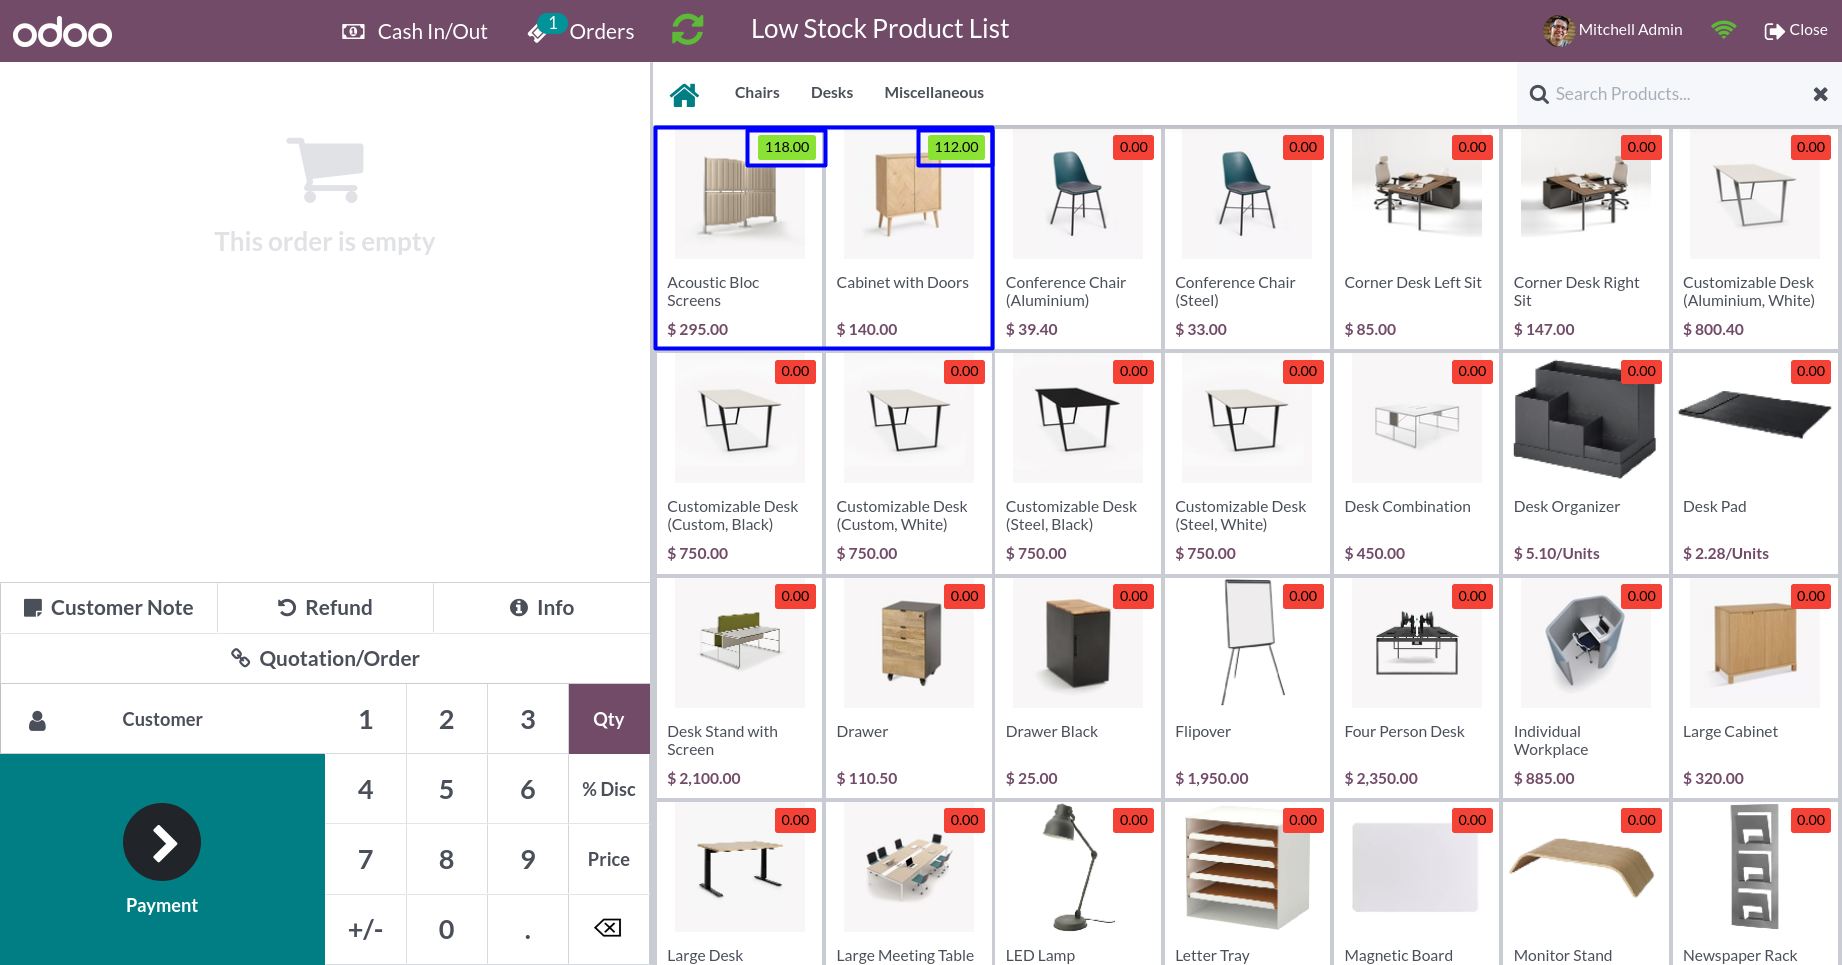 odoo
Cash In/Out
1
Orders
Low Stock Product List
Mitchell Admin
Close
Chairs
Desks
Miscellaneous
Search Products...
This order is empty
118.00
Acoustic Bloc
Screens
$ 295.00
112.00
Cabinet with Doors
$ 140.00
0.00
Conference Chair
(Aluminium)
$ 39.40
0.00
Conference Chair
(Steel)
$ 33.00
0.00
Corner Desk Left Sit
$ 85.00
0.00
Corner Desk Right
Sit
$ 147.00
0.00
Customizable Desk
(Aluminium, White)
$ 800.40
0.00
Customizable Desk
(Custom, Black)
$ 750.00
0.00
Customizable Desk
(Custom, White)
$ 750.00
0.00
Customizable Desk
(Steel, Black)
$ 750.00
0.00
Customizable Desk
(Steel, White)
$ 750.00
0.00
Desk Combination
$ 450.00
0.00
Desk Organizer
$ 5.10/Units
0.00
Desk Pad
$ 2.28/Units
0.00
Desk Stand with
Screen
$ 2,100.00
0.00
Drawer
$ 110.50
0.00
Drawer Black
$ 25.00
0.00
Flipover
$ 1,950.00
0.00
Four Person Desk
$ 2,350.00
0.00
Individual
Workplace
$ 885.00
0.00
Large Cabinet
$ 320.00
0.00
Large Desk
0.00
Large Meeting Table
0.00
LED Lamp
0.00
Letter Tray
0.00
Magnetic Board
0.00
Monitor Stand
0.00
Newspaper Rack
Customer Note
Refund
Info
Quotation/Order
Customer
1
2
3
Qty
4
5
6
% Disc
7
8
9
Price
+/-
0
.
Payment